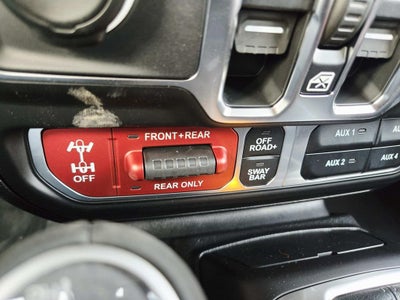 FRONT+REAR
OFF
REAR ONLY
OFF
ROAD+
SWAY
BAR
AUX 1
AUX 2
AUX 4